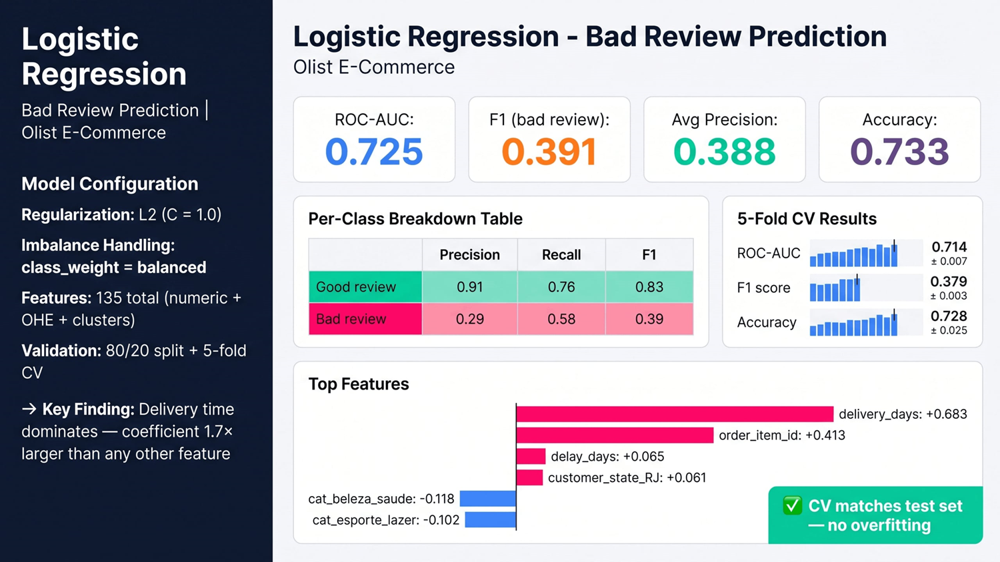 Logistic
Regression
Bad Review Prediction |
Olist E-Commerce
Model Configuration
Regularization: L2 (C = 1.0)
Imbalance Handling:
class_weight = balanced
Features: 135 total (numeric +
OHE + clusters)
Validation: 80/20 split + 5-fold
CV
→ Key Finding: Delivery time
dominates — coefficient 1.7×
larger than any other feature
Logistic Regression - Bad Review Prediction
Olist E-Commerce
ROC-AUC:
0.725
F1 (bad review):
0.391
Avg Precision:
0.388
Accuracy:
0.733
Per-Class Breakdown Table
Precision Recall F1
Good review 0.91 0.76 0.83
Bad review 0.29 0.58 0.39
5-Fold CV Results
ROC-AUC 0.714
± 0.007
F1 score 0.379
± 0.003
Accuracy 0.728
± 0.025
Top Features
delivery_days: +0.683
order_item_id: +0.413
delay_days: +0.065
customer_state_RJ: +0.061
cat_beleza_saude: -0.118
cat_esporte_lazer: -0.102
✅ CV matches test set
— no overfitting